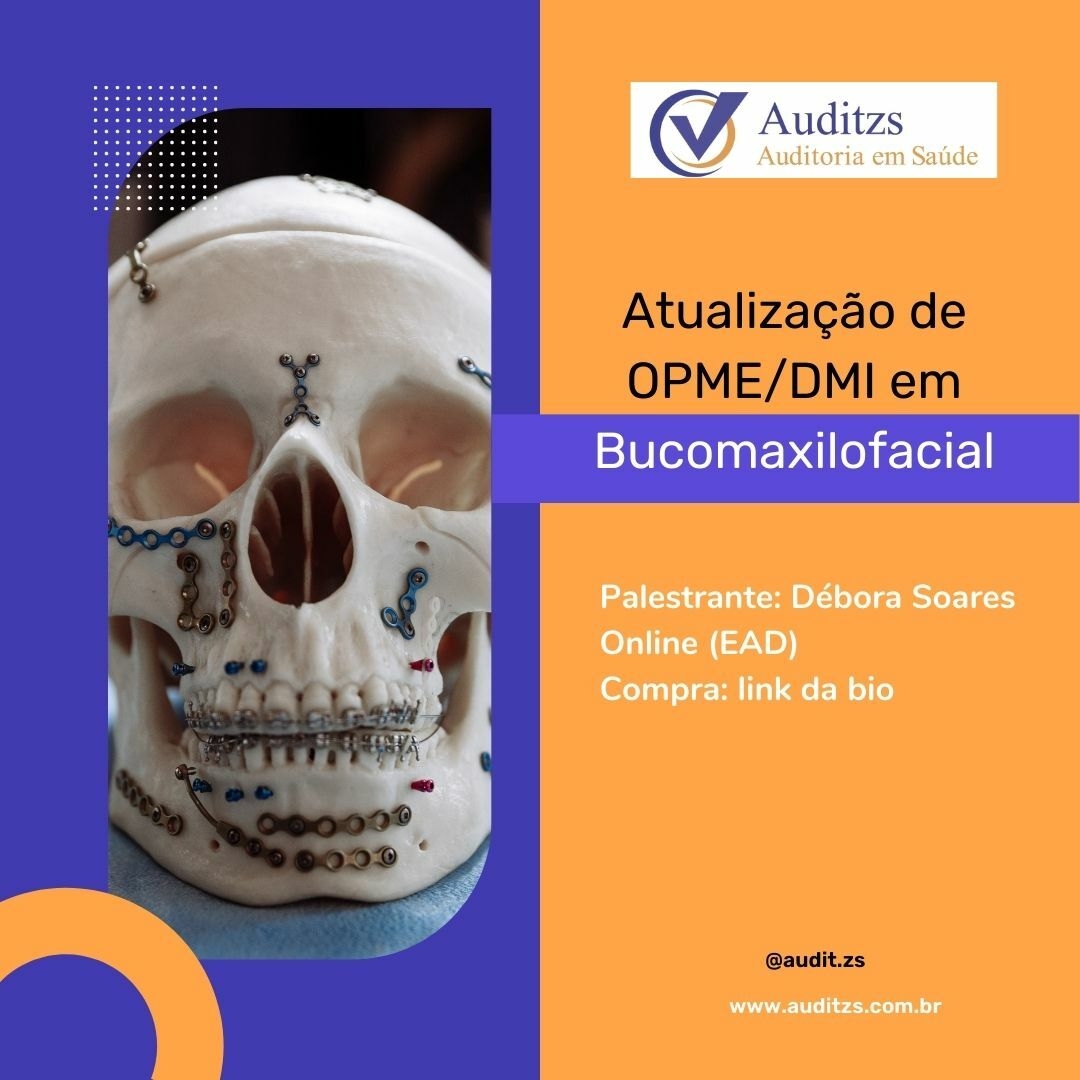 Auditzs
Auditoria em Saúde
Atualização de
OPME/DMI em
Bucomaxilofacial
Palestrante: Débora Soares
Online (EAD)
Compra: link da bio
@audit.zs
www.auditzs.com.br